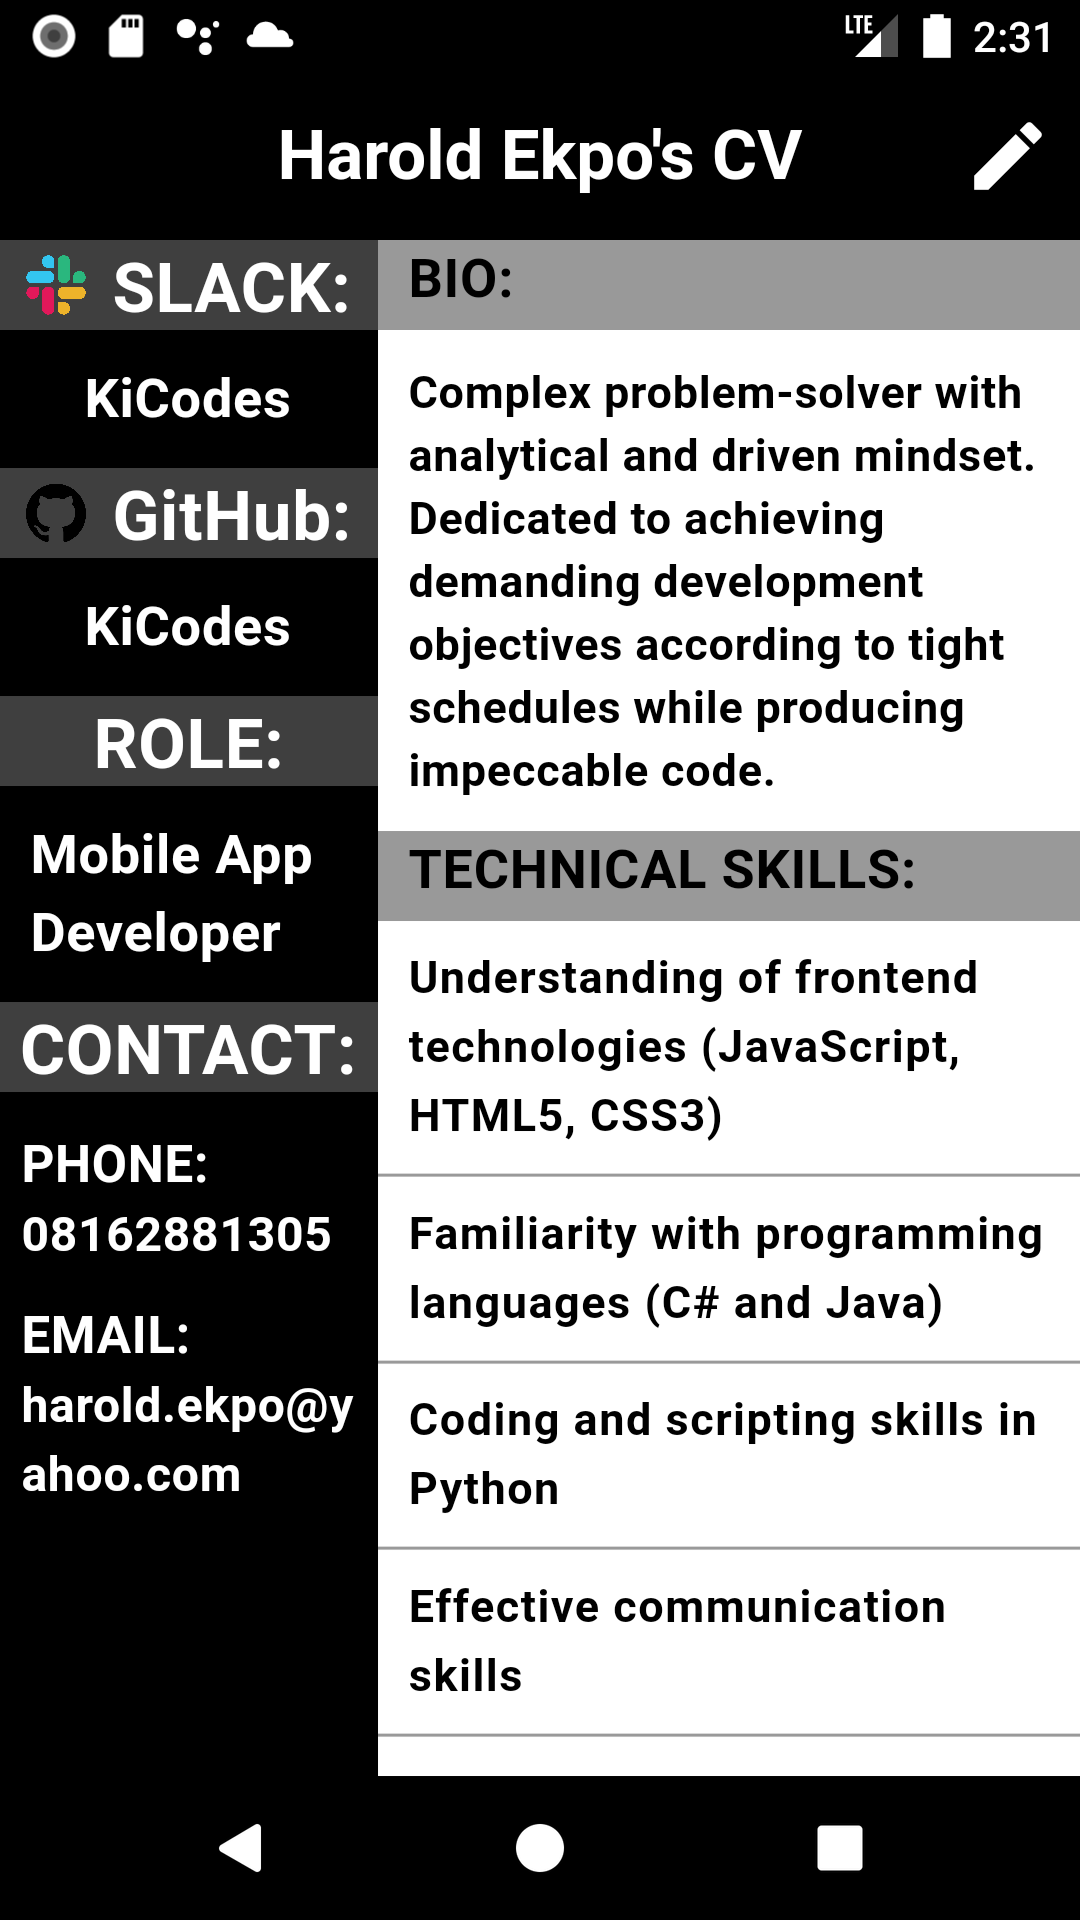 LTE 2:31
Harold Ekpo's CV
SLACK:
KiCodes
GitHub:
KiCodes
ROLE:
Mobile App
Developer
CONTACT:
PHONE:
08162881305
EMAIL:
harold.ekpo@y
ahoo.com
BIO:
Complex problem-solver with
analytical and driven mindset.
Dedicated to achieving
demanding development
objectives according to tight
schedules while producing
impeccable code.
TECHNICAL SKILLS:
Understanding of frontend
technologies (JavaScript,
HTML5, CSS3)
Familiarity with programming
languages (C# and Java)
Coding and scripting skills in
Python
Effective communication
skills